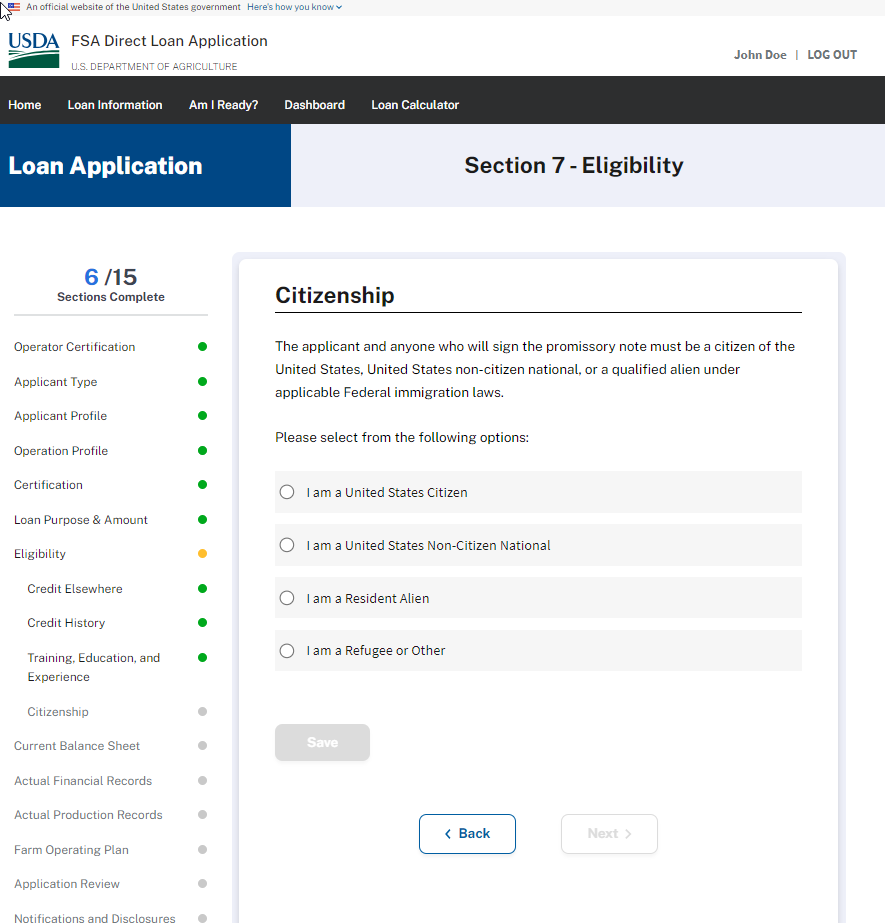 An official website of the United States government Here's how you know
USDA
FSA Direct Loan Application
U.S. DEPARTMENT OF AGRICULTURE
John Doe | LOG OUT
Home Loan Information Am I Ready? Dashboard Loan Calculator
Loan Application
Section 7 - Eligibility
6 /15
Sections Complete
Operator Certification
Applicant Type
Applicant Profile
Operation Profile
Certification
Loan Purpose & Amount
Eligibility
Credit Elsewhere
Credit History
Training, Education, and
Experience
Citizenship
Current Balance Sheet
Actual Financial Records
Actual Production Records
Farm Operating Plan
Application Review
Notifications and Disclosures
Citizenship
The applicant and anyone who will sign the promissory note must be a citizen of the
United States, United States non-citizen national, or a qualified alien under
applicable Federal immigration laws.
Please select from the following options:
I am a United States Citizen
I am a United States Non-Citizen National
I am a Resident Alien
I am a Refugee or Other
Save
Back
Next